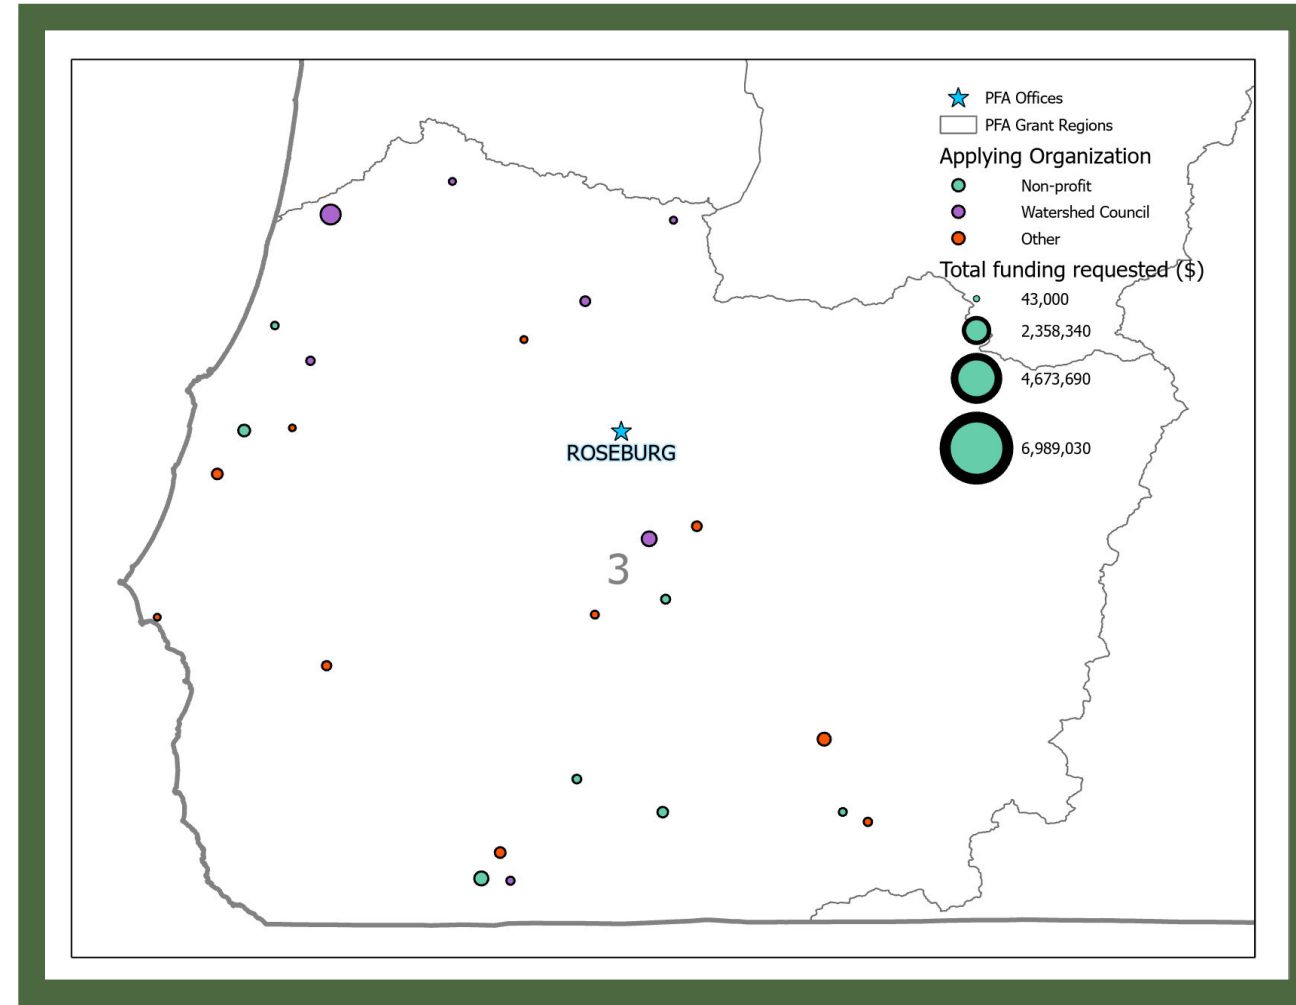 PFA Offices
PFA Grant Regions
Applying Organization
Non-profit
Watershed Council
Other
Total funding requested ($)
43,000
2,358,340
4,673,690
6,989,030
ROSEBURG
3